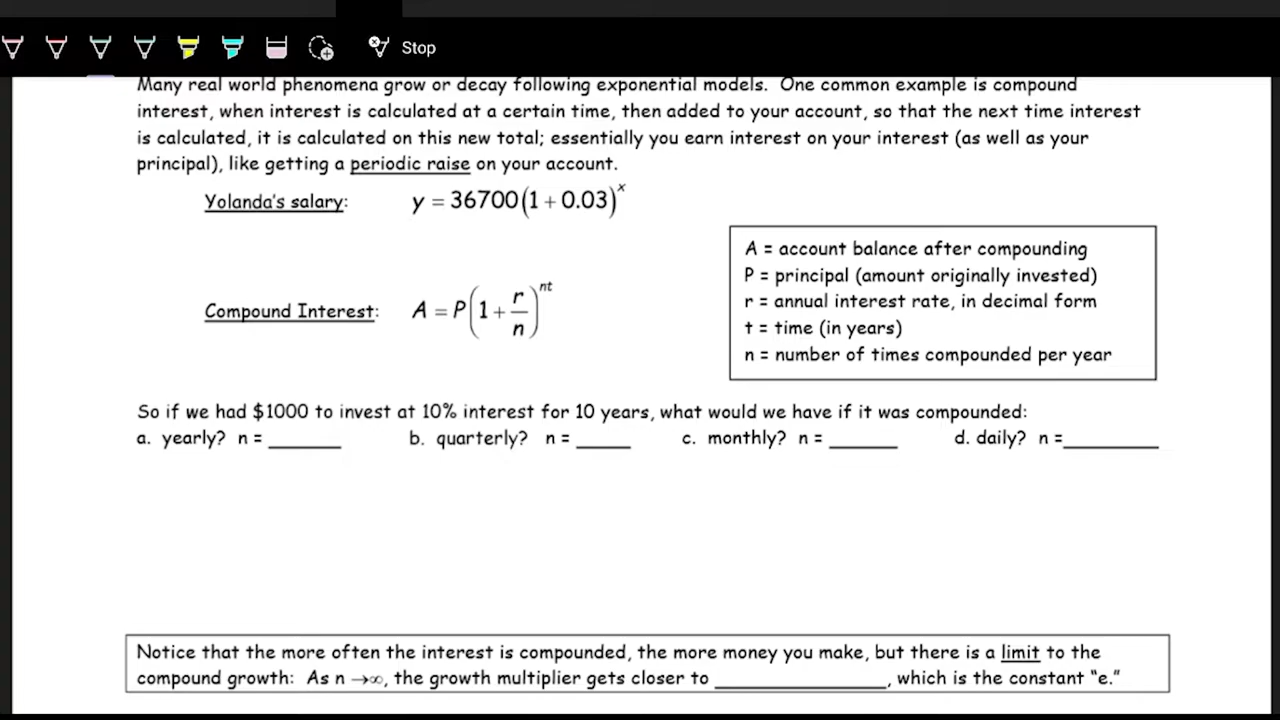 Stop
Many real world phenomena grow or decay following exponential models. One common example is compound
interest, when interest is calculated at a certain time, then added to your account, so that the next time interest
is calculated, it is calculated on this new total; essentially you earn interest on your interest (as well as your
principal), like getting a periodic raise on your account.
Yolanda's salary: y = 36700(1 + 0.03)^x
A = account balance after compounding
P = principal (amount originally invested)
r = annual interest rate, in decimal form
t = time (in years)
n = number of times compounded per year
Compound Interest: A = P(1 + r/n)^nt
So if we had $1000 to invest at 10% interest for 10 years, what would we have if it was compounded:
a. yearly? n = _______ b. quarterly? n = _____ c. monthly? n = ______ d. daily? n =_________
Notice that the more often the interest is compounded, the more money you make, but there is a limit to the
compound growth: As n →∞, the growth multiplier gets closer to ________________, which is the constant “e.”